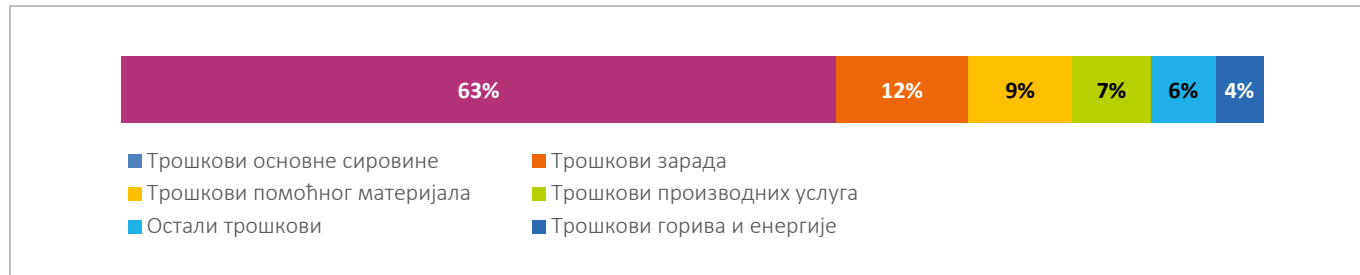 63% 12% 9% 7% 6% 4%
Трошкови основне сировине Трошкови зарада
Трошкови помоћног материјала Трошкови производних услуга
Остали трошкови Трошкови горива и енергије